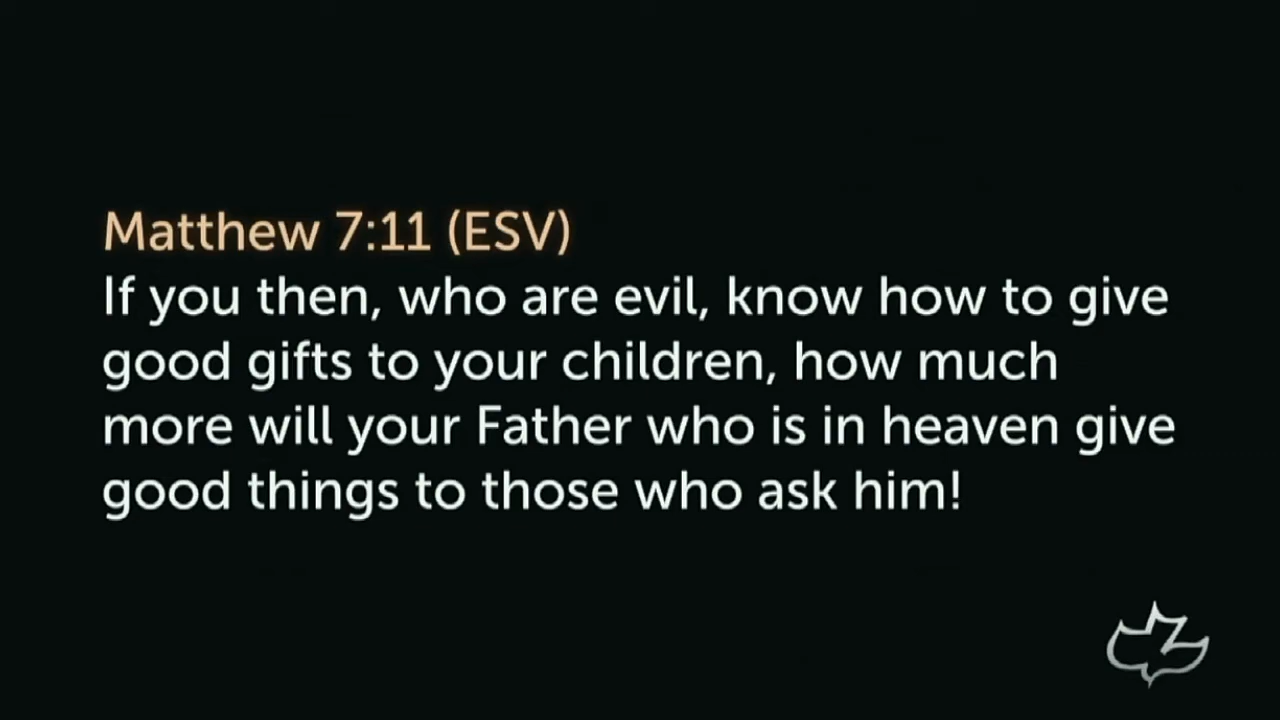 Matthew 7:11 (ESV)
If you then, who are evil, know how to give
good gifts to your children, how much
more will your Father who is in heaven give
good things to those who ask him!